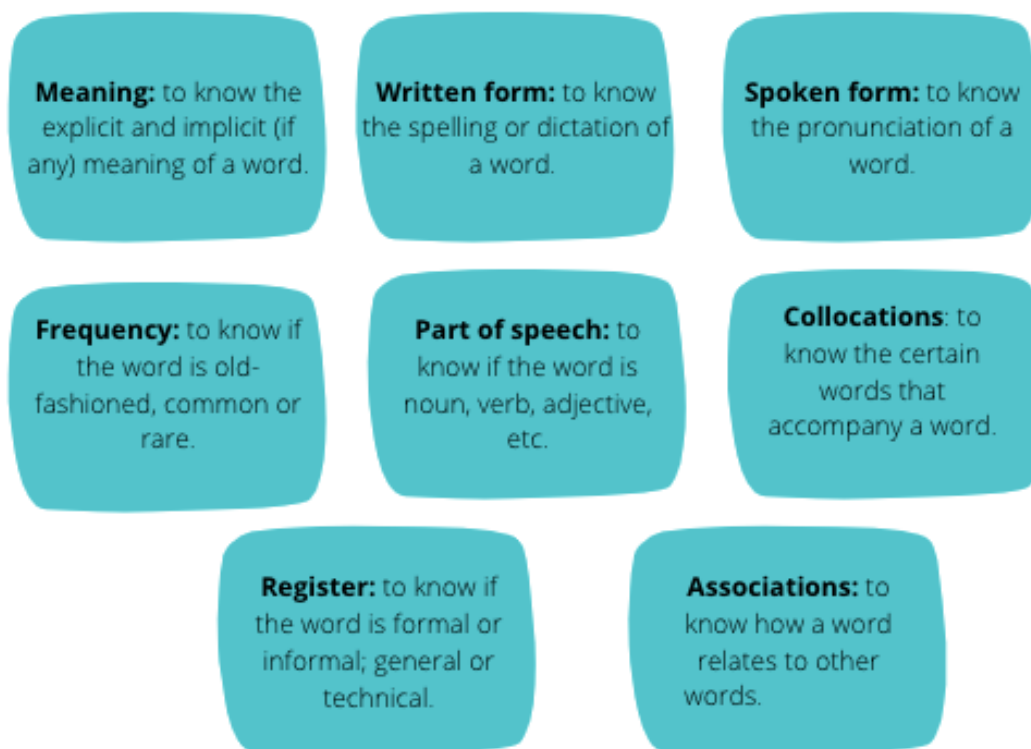 Meaning: to know the
explicit and implicit (if
any) meaning of a word.
Written form: to know
the spelling or dictation of
a word.
Spoken form: to know
the pronunciation of a
word.
Frequency: to know if
the word is old-
fashioned, common or
rare.
Part of speech: to
know if the word is
noun, verb, adjective,
etc.
Collocations: to
know the certain
words that
accompany a word.
Register: to know if
the word is formal or
informal; general or
technical.
Associations: to
know how a word
relates to other
words.